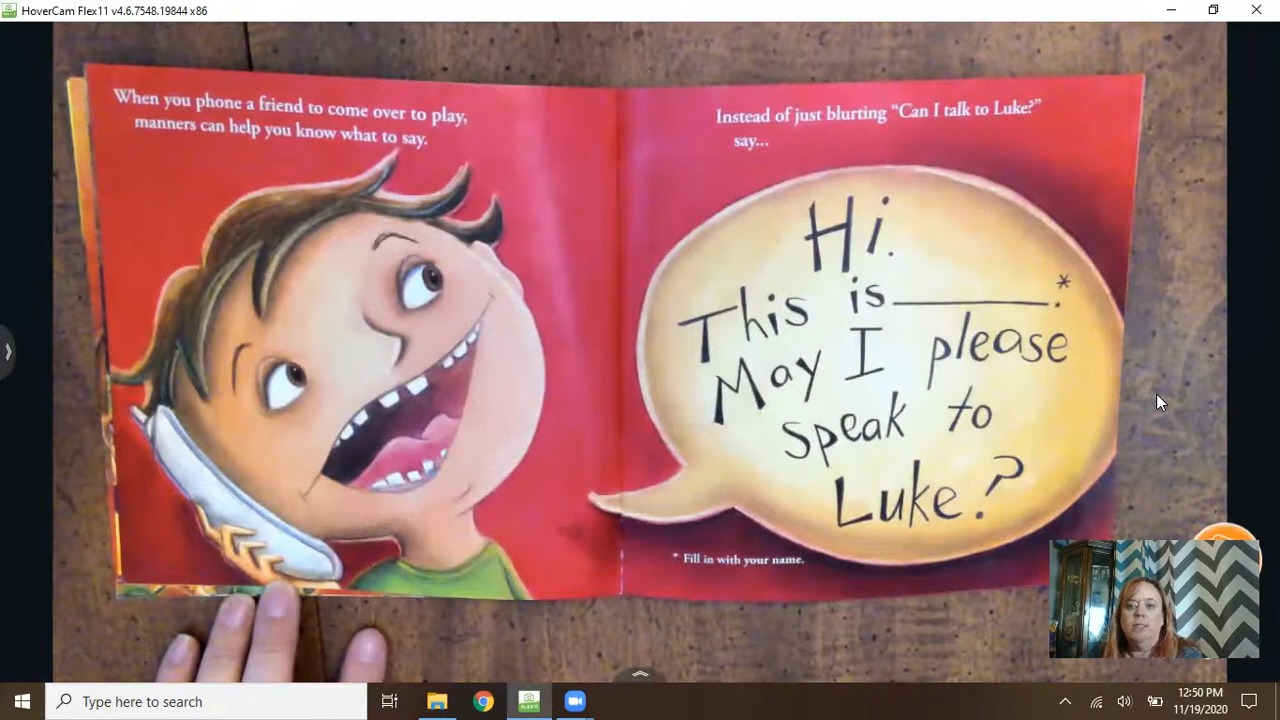 HoverCam Flex11 v4.6.7548.19844 x86
When you phone a friend to come over to play,
manners can help you know what to say.
Instead of just blurting "Can I talk to Luke?"
say...
Hi.
This is __________.*
May I please
speak to
Luke?
* Fill in with your name.
Type here to search
12:50 PM
11/19/2020